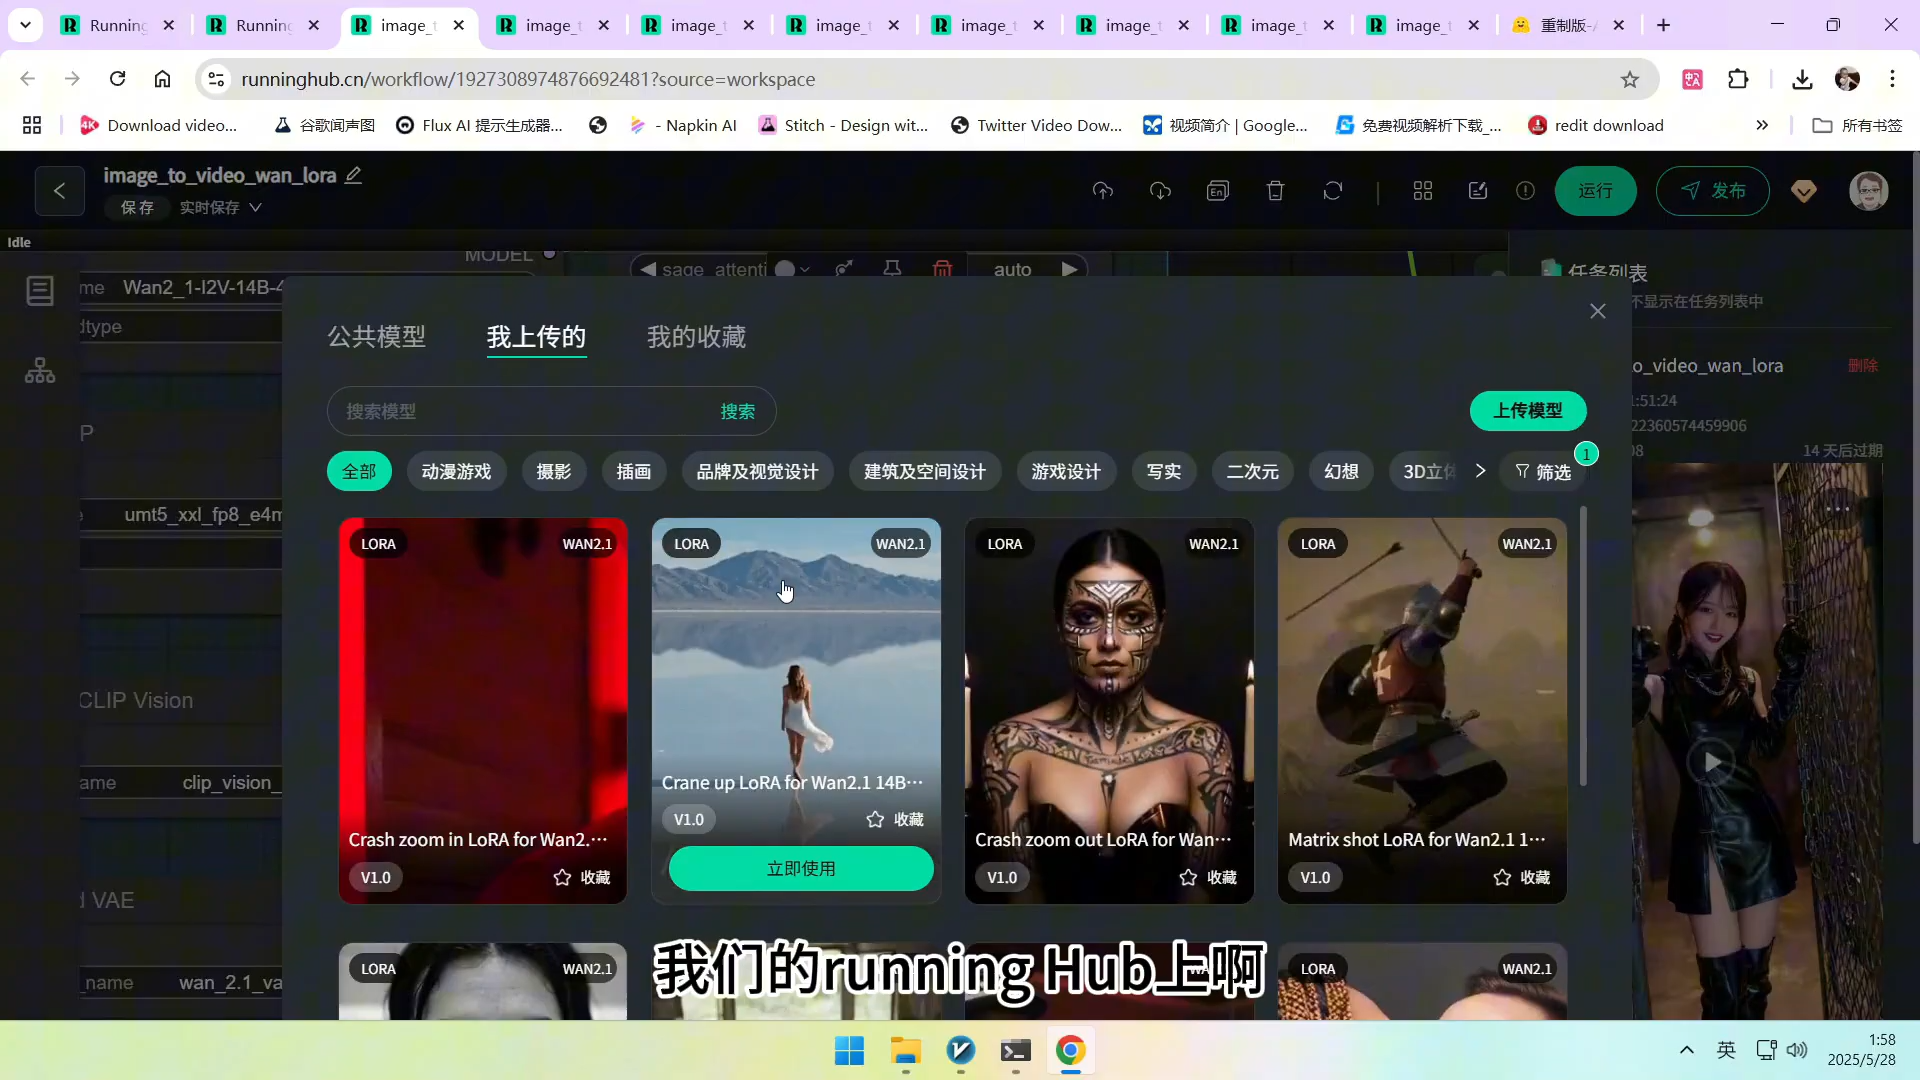 Running
Running
image_t
image_t
image_t
image_t
image_t
image_t
image_t
image_t
重制版-A
runninghub.cn/workflow/1927308974876692481?source=workspace
Download video...
谷歌闻声图
Flux AI 提示生成器...
- Napkin AI
Stitch - Design wit...
Twitter Video Dow...
视频简介 | Google...
免费视频解析下载_...
redit download
所有书签
image_to_video_wan_lora
保存
实时保存
运行
发布
Idle
MODEL
sage_attenti
auto
任务列表
不显示在任务列表中
me Wan2_1-I2V-14B-4
dtype
公共模型
我上传的
我的收藏
搜索模型
搜索
上传模型
o_video_wan_lora
删除
:51:24
22360574459906
08
14 天后过期
1
全部
动漫游戏
摄影
插画
品牌及视觉设计
建筑及空间设计
游戏设计
写实
二次元
幻想
3D立体
筛选
P
umt5_xxl_fp8_e4m
CLIP Vision
ame clip_vision_
VAE
_name wan_2.1_va
LORA
WAN2.1
Crash zoom in LoRA for Wan2.···
V1.0
收藏
LORA
WAN2.1
Crane up LoRA for Wan2.1 14B···
V1.0
收藏
立即使用
LORA
WAN2.1
Crash zoom out LoRA for Wan···
V1.0
收藏
LORA
WAN2.1
Matrix shot LoRA for Wan2.1 1···
V1.0
收藏
LORA
WAN2.1
LORA
WAN2.1
我们的running Hub上啊
英
1:58
2025/5/28